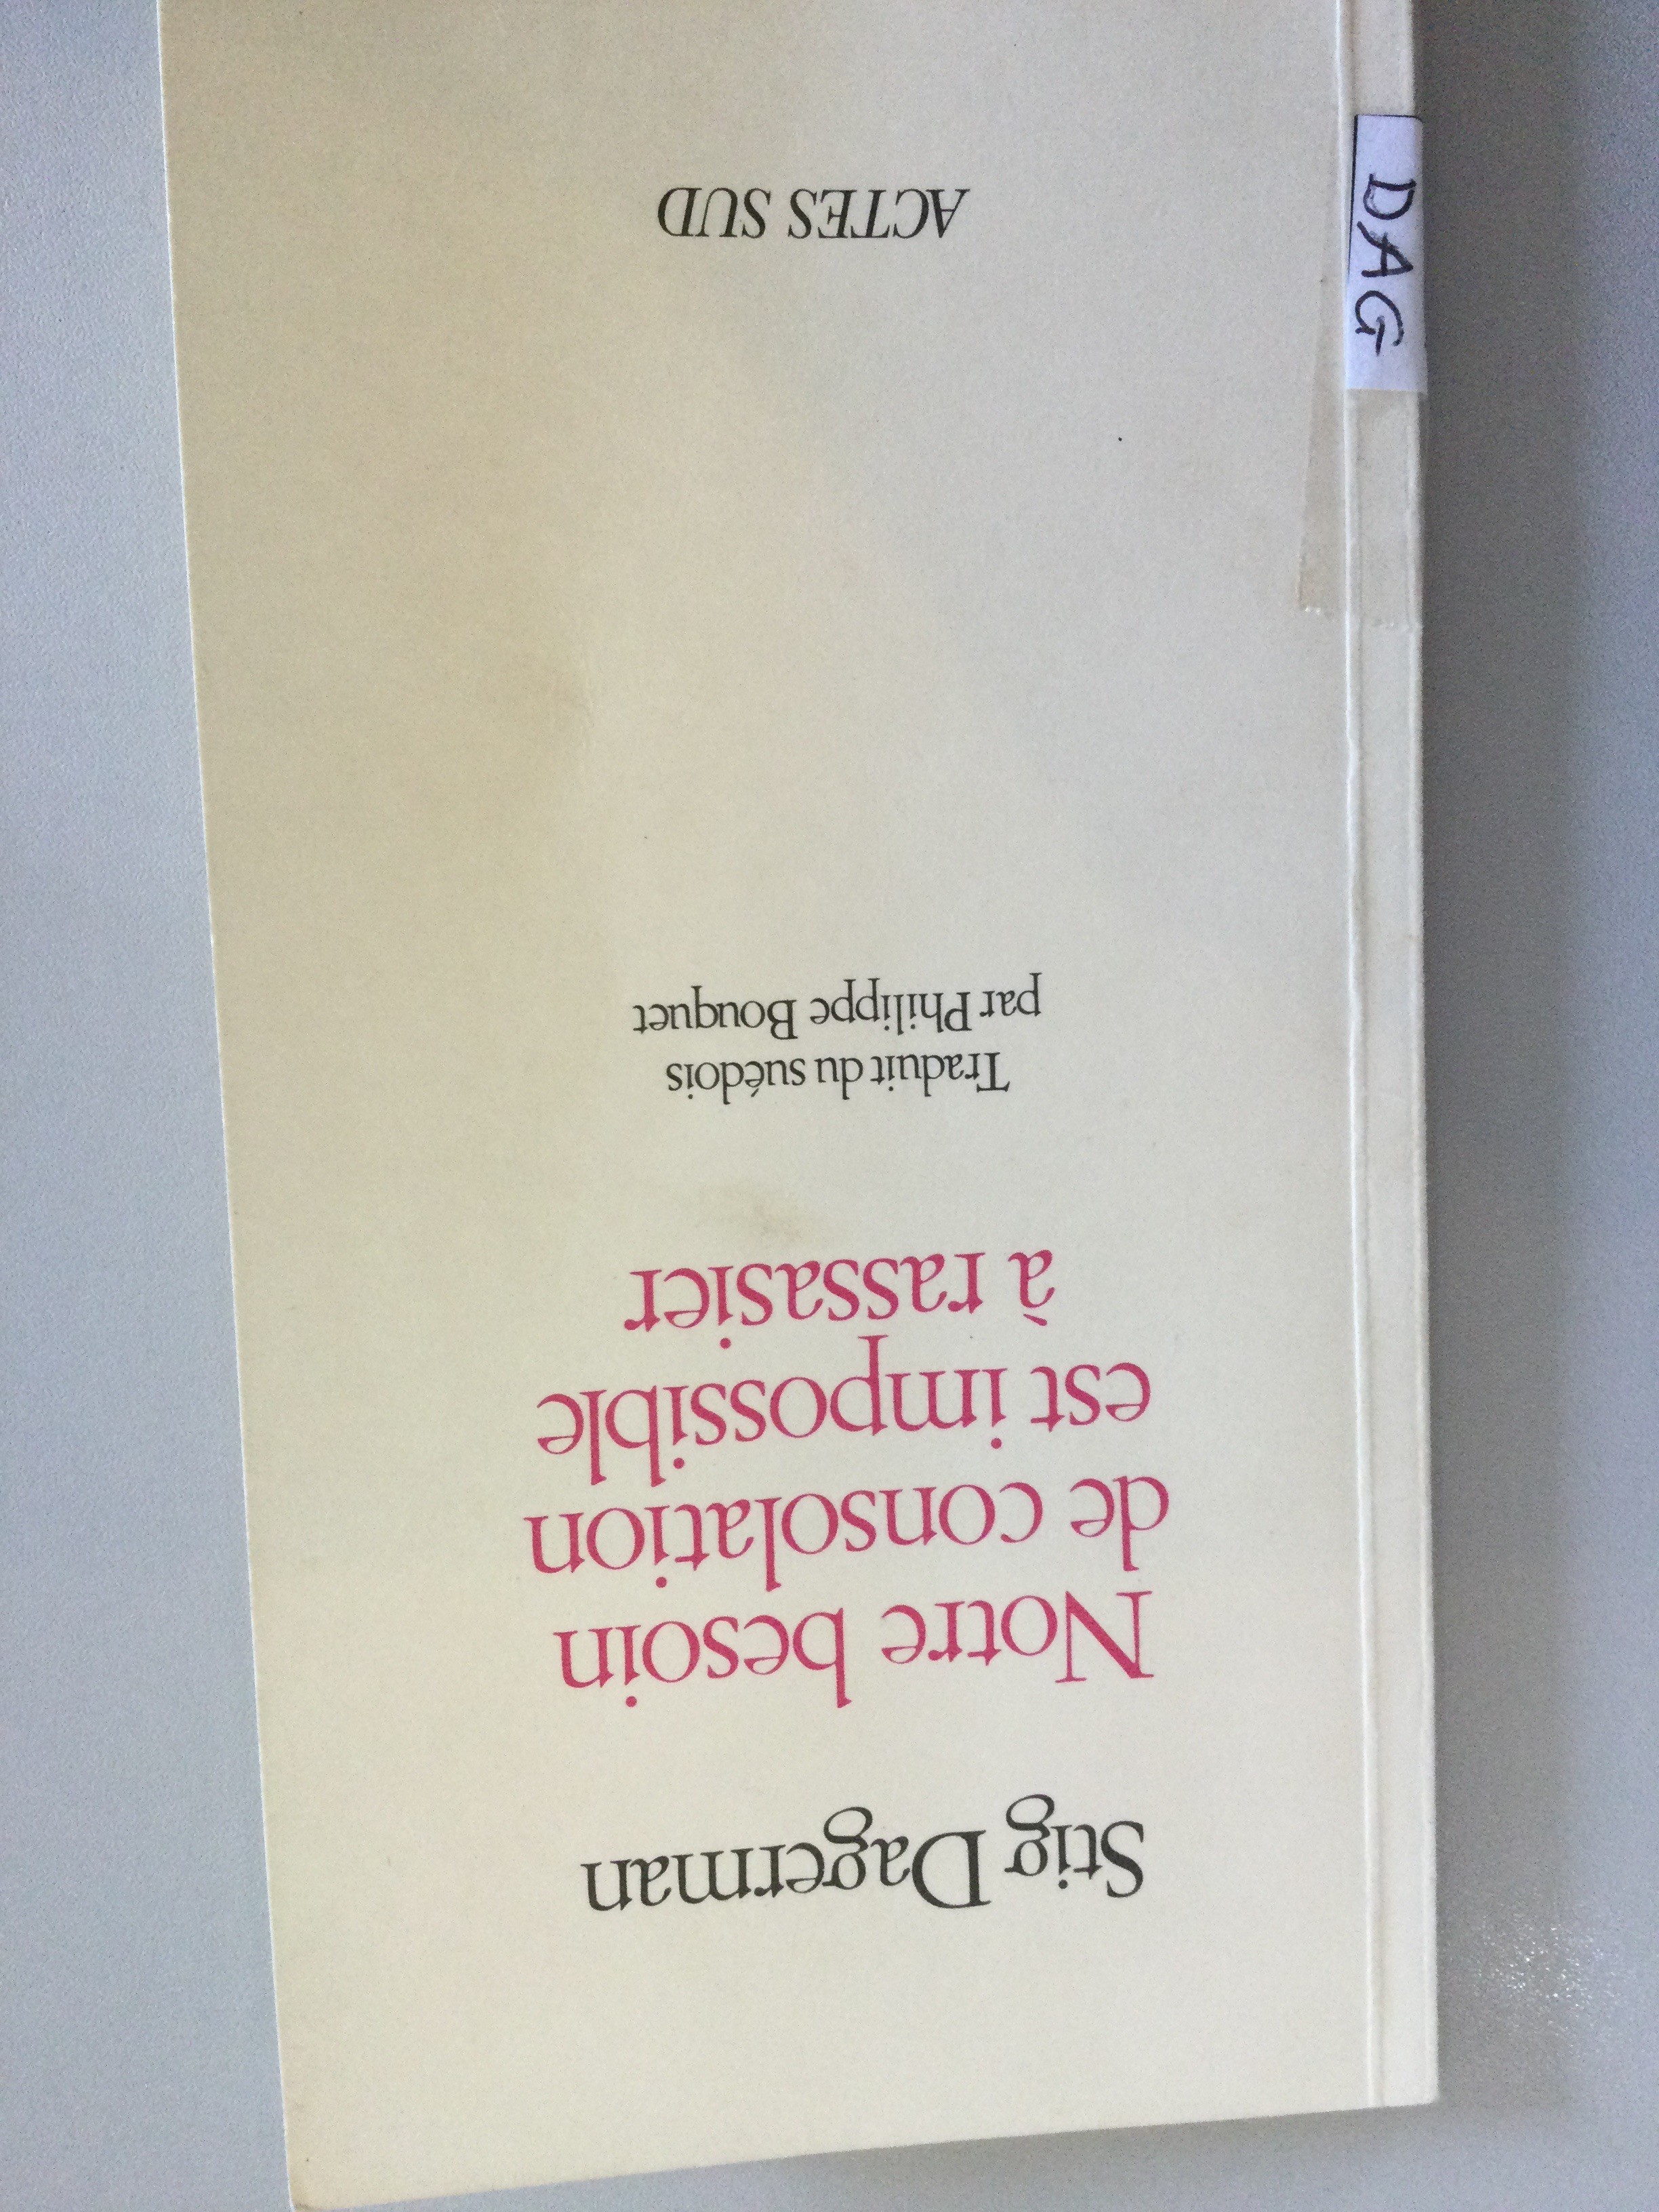 Stig Dagerman
Notre besoin
de consolation
est impossible
à rassasier
Traduit du suédois
par Philippe Bouquet
ACTES SUD
DAG